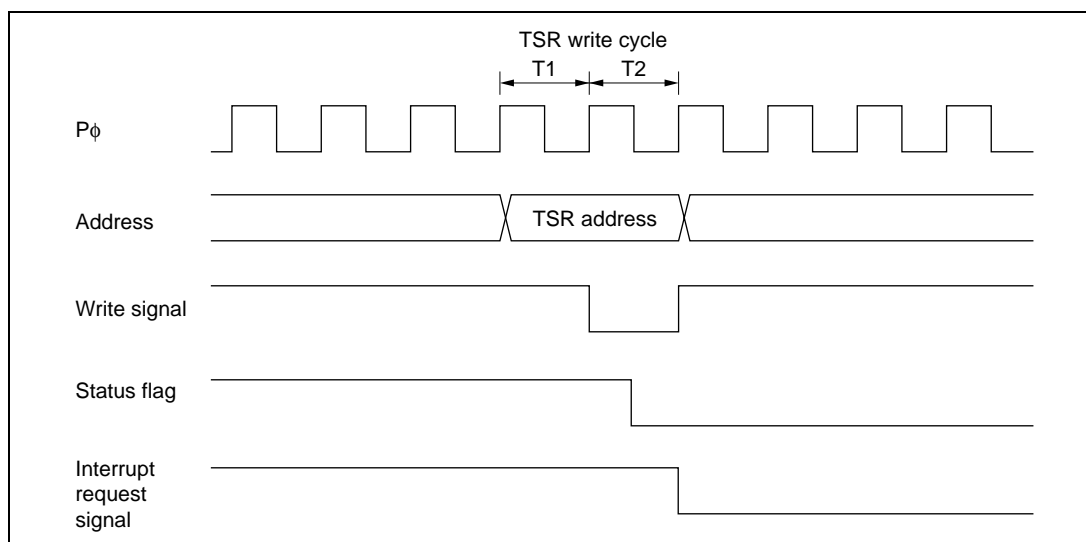 TSR write cycle
T1 T2
Pϕ
Address
TSR address
Write signal
Status flag
Interrupt
request
signal